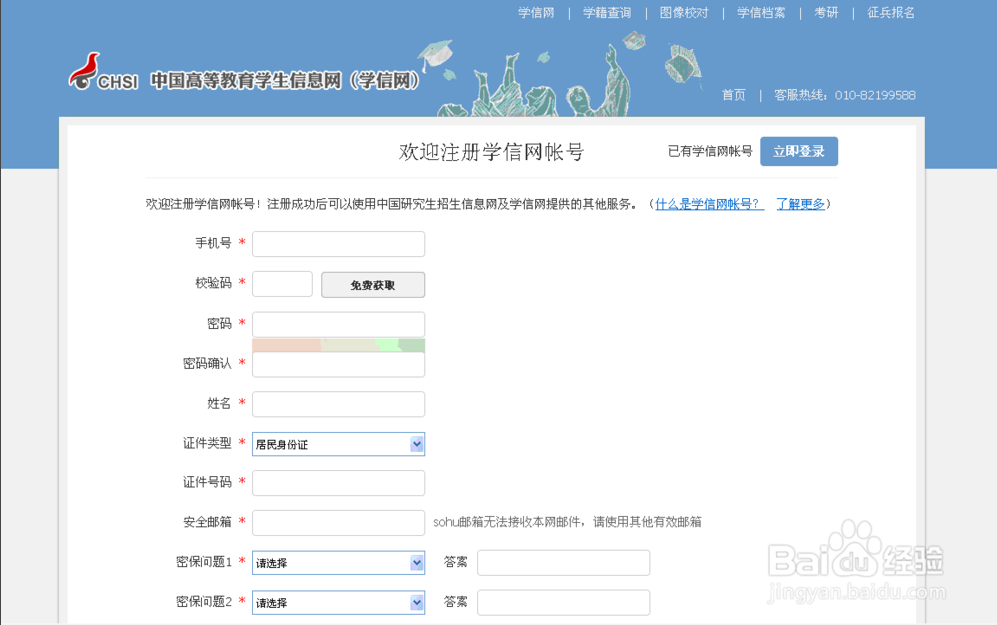 学信网 | 学籍查询 | 图像校对 | 学信档案 | 考研 | 征兵报名
CHSI 中国高等教育学生信息网（学信网）
首页 | 客服热线：010-82199588
欢迎注册学信网帐号
已有学信网帐号 立即登录
欢迎注册学信网帐号！注册成功后可以使用中国研究生招生信息网及学信网提供的其他服务。（什么是学信网帐号？ 了解更多）
手机号 *
校验码 * 免费获取
密码 *
密码确认 *
姓名 *
证件类型 * 居民身份证
证件号码 *
安全邮箱 * sohu邮箱无法接收本网邮件，请使用其他有效邮箱
密保问题1 * 请选择 答案
密保问题2 * 请选择 答案
Baidu经验
jingyan.baidu.com